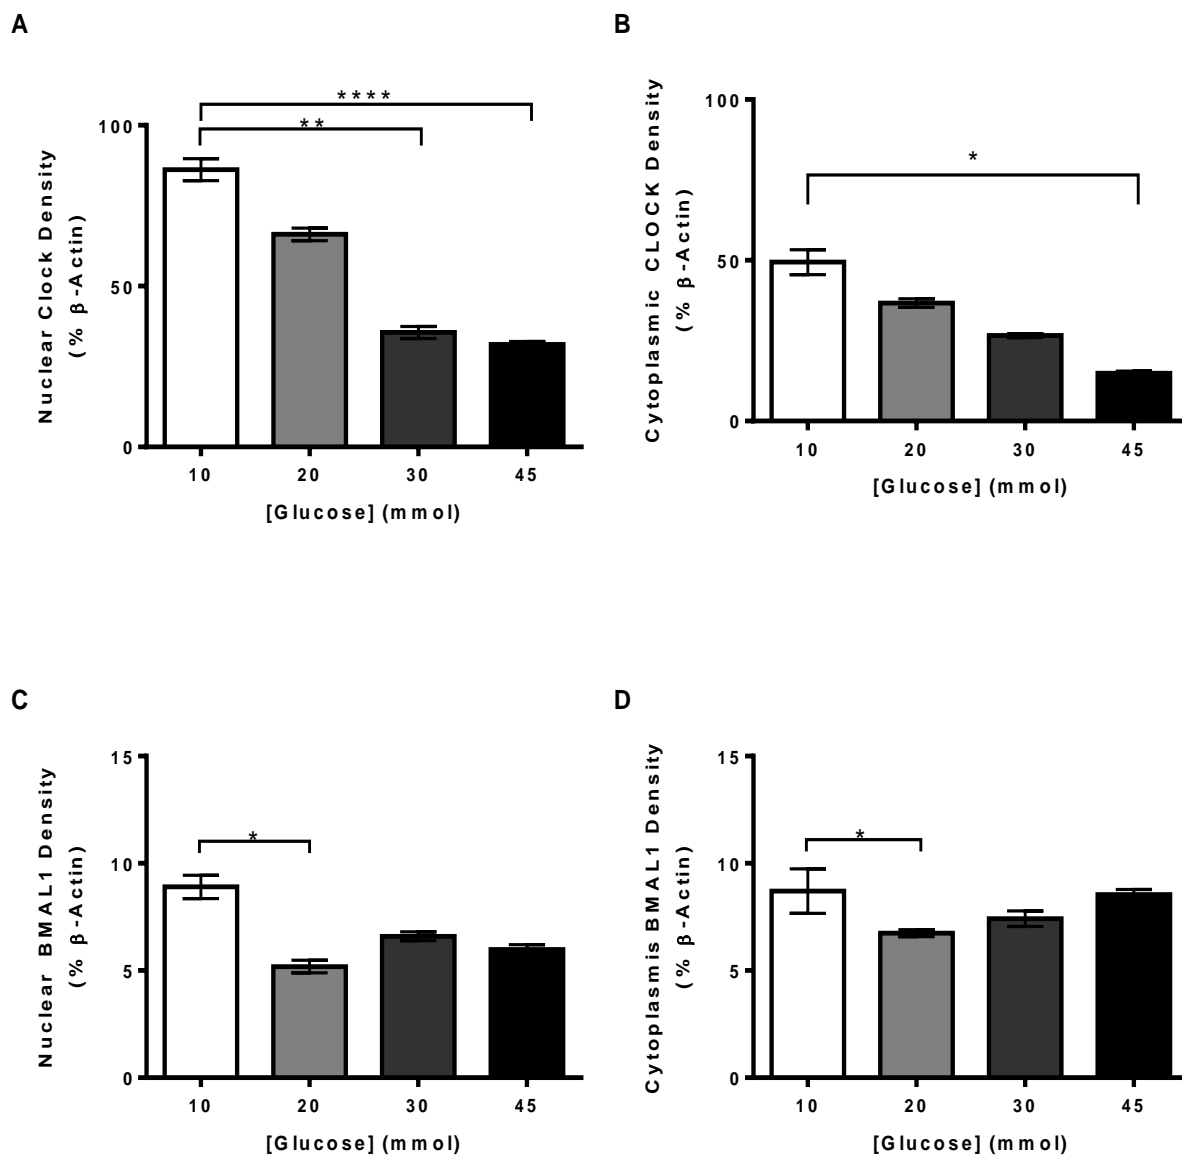 A
Nuclear Clock Density
(% β-Actin)
100
50
0
****
**
10 20 30 45
[Glucose] (mmol)
B
Cytoplasmic CLOCK Density
(% β-Actin)
100
50
0
*
10 20 30 45
[Glucose] (mmol)
C
Nuclear BMAL1 Density
(% β-Actin)
15
10
5
0
*
10 20 30 45
[Glucose] (mmol)
D
Cytoplasmis BMAL1 Density
(% β-Actin)
15
10
5
0
*
10 20 30 45
[Glucose] (mmol)